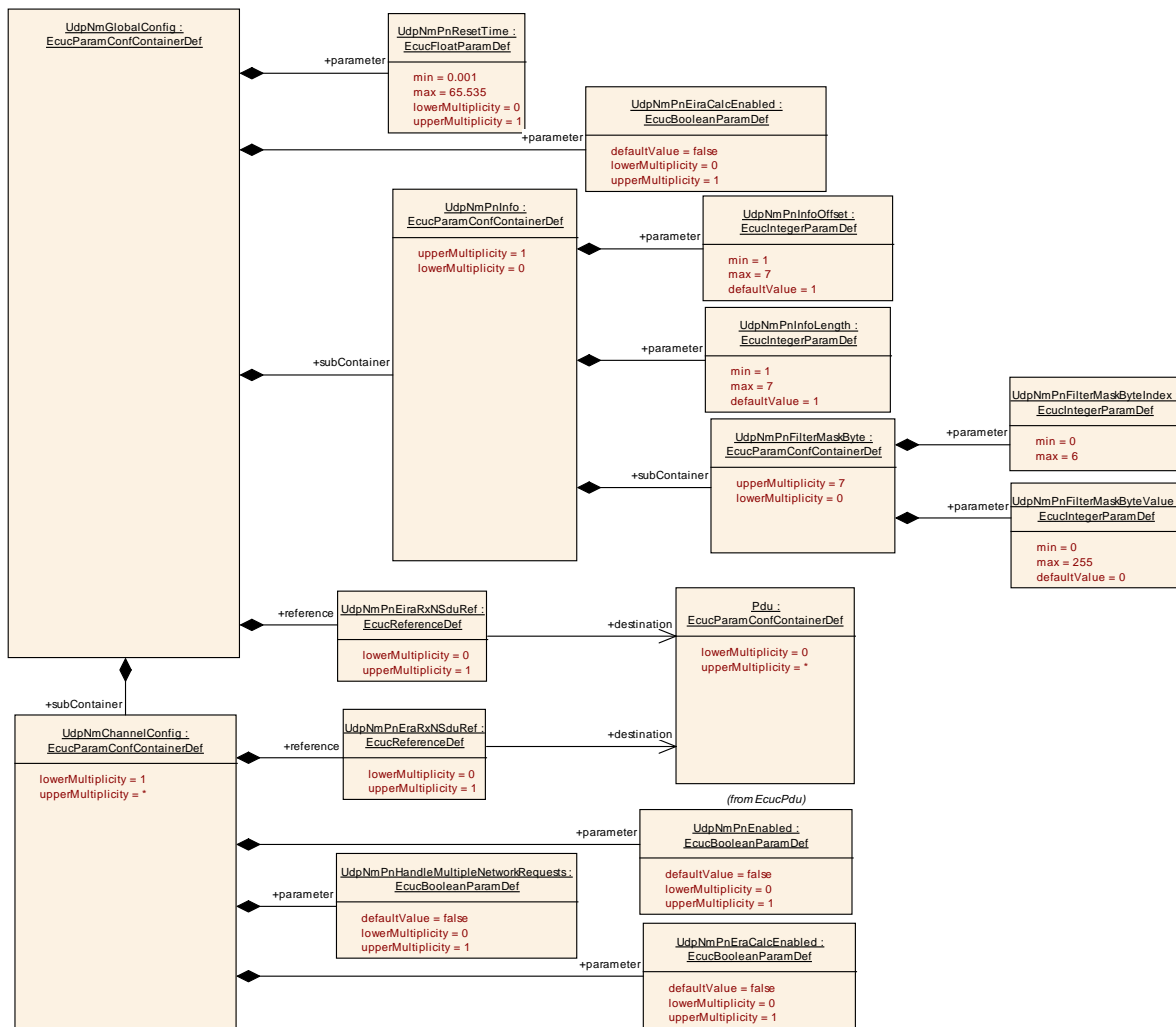 UdpNmGlobalConfig :
EcucParamConfContainerDef
+parameter
UdpNmPnResetTime :
EcucFloatParamDef
min = 0.001
max = 65.535
lowerMultiplicity = 0
upperMultiplicity = 1
+parameter
UdpNmPnEiraCalcEnabled :
EcucBooleanParamDef
defaultValue = false
lowerMultiplicity = 0
upperMultiplicity = 1
+subContainer
UdpNmPnInfo :
EcucParamConfContainerDef
upperMultiplicity = 1
lowerMultiplicity = 0
+parameter
UdpNmPnInfoOffset :
EcucIntegerParamDef
min = 1
max = 7
defaultValue = 1
+parameter
UdpNmPnInfoLength :
EcucIntegerParamDef
min = 1
max = 7
defaultValue = 1
+subContainer
UdpNmPnFilterMaskByte :
EcucParamConfContainerDef
upperMultiplicity = 7
lowerMultiplicity = 0
+parameter
UdpNmPnFilterMaskByteIndex :
EcucIntegerParamDef
min = 0
max = 6
+parameter
UdpNmPnFilterMaskByteValue :
EcucIntegerParamDef
min = 0
max = 255
defaultValue = 0
+reference
UdpNmPnEiraRxNSduRef :
EcucReferenceDef
lowerMultiplicity = 0
upperMultiplicity = 1
+destination
Pdu :
EcucParamConfContainerDef
lowerMultiplicity = 0
upperMultiplicity = *
(from EcucPdu)
+subContainer
UdpNmChannelConfig :
EcucParamConfContainerDef
lowerMultiplicity = 1
upperMultiplicity = *
+reference
UdpNmPnEraRxNSduRef :
EcucReferenceDef
lowerMultiplicity = 0
upperMultiplicity = 1
+destination
+parameter
UdpNmPnEnabled :
EcucBooleanParamDef
defaultValue = false
lowerMultiplicity = 0
upperMultiplicity = 1
+parameter
UdpNmPnHandleMultipleNetworkRequests :
EcucBooleanParamDef
defaultValue = false
lowerMultiplicity = 0
upperMultiplicity = 1
+parameter
UdpNmPnEraCalcEnabled :
EcucBooleanParamDef
defaultValue = false
lowerMultiplicity = 0
upperMultiplicity = 1